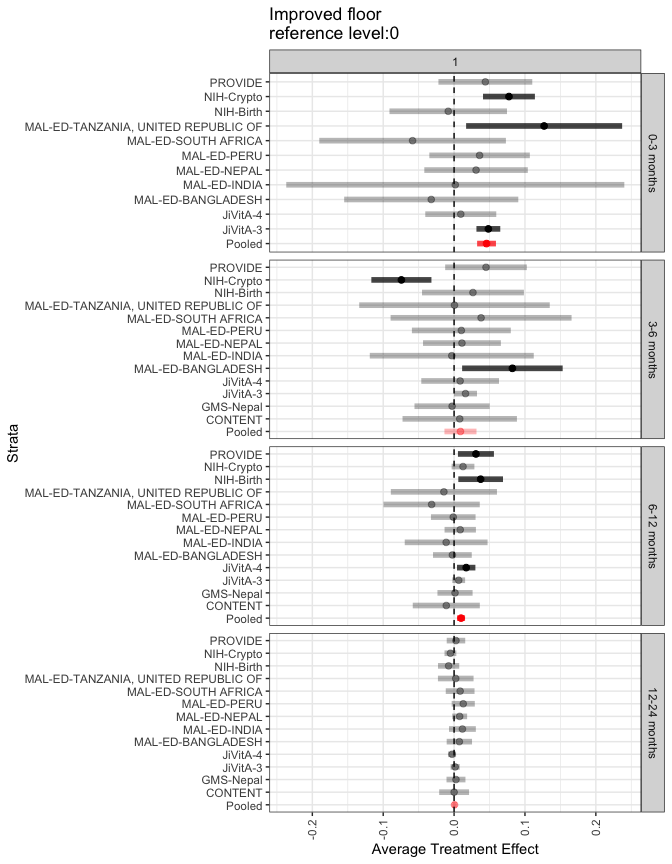 Improved floor
reference level:0
1
PROVIDE
NIH-Crypto
NIH-Birth
MAL-ED-TANZANIA, UNITED REPUBLIC OF
MAL-ED-SOUTH AFRICA
MAL-ED-PERU
MAL-ED-NEPAL
MAL-ED-INDIA
MAL-ED-BANGLADESH
JiVitA-4
JiVitA-3
Pooled
0-3 months
PROVIDE
NIH-Crypto
NIH-Birth
MAL-ED-TANZANIA, UNITED REPUBLIC OF
MAL-ED-SOUTH AFRICA
MAL-ED-PERU
MAL-ED-NEPAL
MAL-ED-INDIA
MAL-ED-BANGLADESH
JiVitA-4
JiVitA-3
GMS-Nepal
CONTENT
Pooled
3-6 months
Strata
PROVIDE
NIH-Crypto
NIH-Birth
MAL-ED-TANZANIA, UNITED REPUBLIC OF
MAL-ED-SOUTH AFRICA
MAL-ED-PERU
MAL-ED-NEPAL
MAL-ED-INDIA
MAL-ED-BANGLADESH
JiVitA-4
JiVitA-3
GMS-Nepal
CONTENT
Pooled
6-12 months
PROVIDE
NIH-Crypto
NIH-Birth
MAL-ED-TANZANIA, UNITED REPUBLIC OF
MAL-ED-SOUTH AFRICA
MAL-ED-PERU
MAL-ED-NEPAL
MAL-ED-INDIA
MAL-ED-BANGLADESH
JiVitA-4
JiVitA-3
GMS-Nepal
CONTENT
Pooled
12-24 months
-0.2
-0.1
0.0
0.1
0.2
Average Treatment Effect